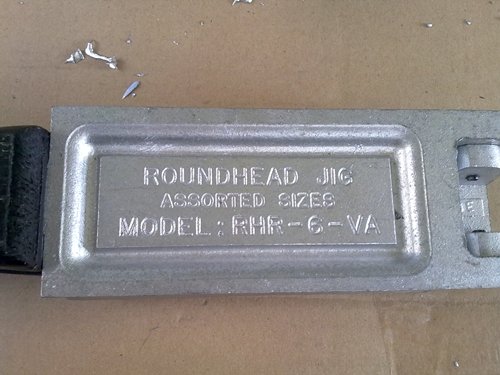 ROUNDHEAD JIG
ASSORTED SIZES
MODEL: RHR-6-VA